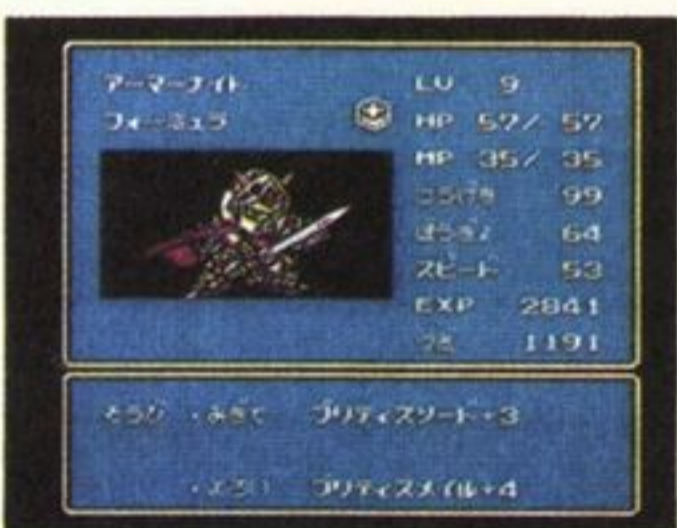 アーマーナイト
フォーミュラ
LV 9
HP 57/ 57
MP 35/ 35
こうげき 99
ぼうぎょ 64
スピード 53
EXP 2841
つぎ 1191
そうび ・みぎて プリティスソード+3
・よろい プリティスメイル+4